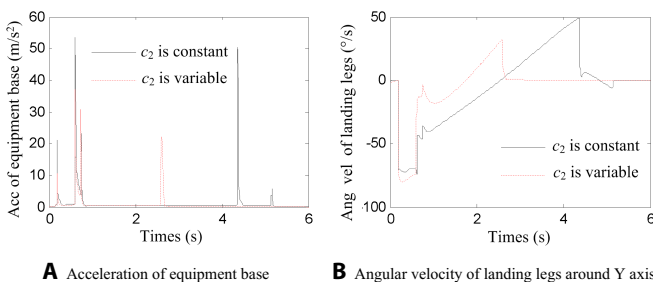 A
B
Acc of equipment base (m/s²)
60
50
40
30
20
10
0
c₂ is constant
c₂ is variable
0 2 4 6
Times (s)
Ang vel of landing legs (°/s)
50
0
-50
-100
c₂ is constant
c₂ is variable
0 2 4 6
Times (s)
A Acceleration of equipment base
B Angular velocity of landing legs around Y axis